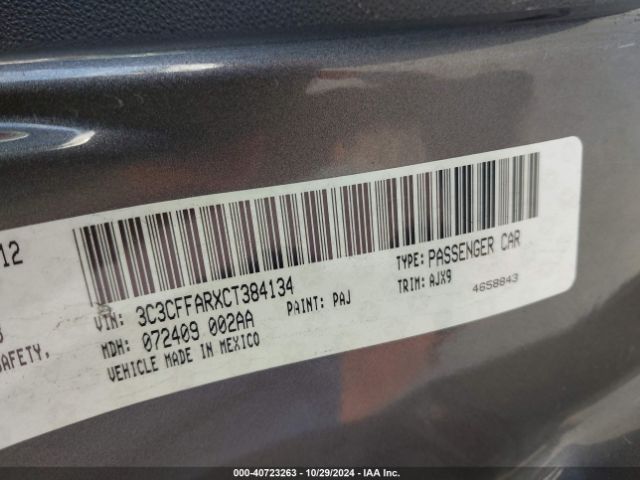 12
TYPE: PASSENGER CAR
VIN: 3C3CFFARXCT384134
PAINT: PAJ
TRIM: AJX9
4658843
MDH: 072409 002AA
SAFETY,
VEHICLE MADE IN MEXICO
000-40723263 - 10/29/2024 - IAA Inc.